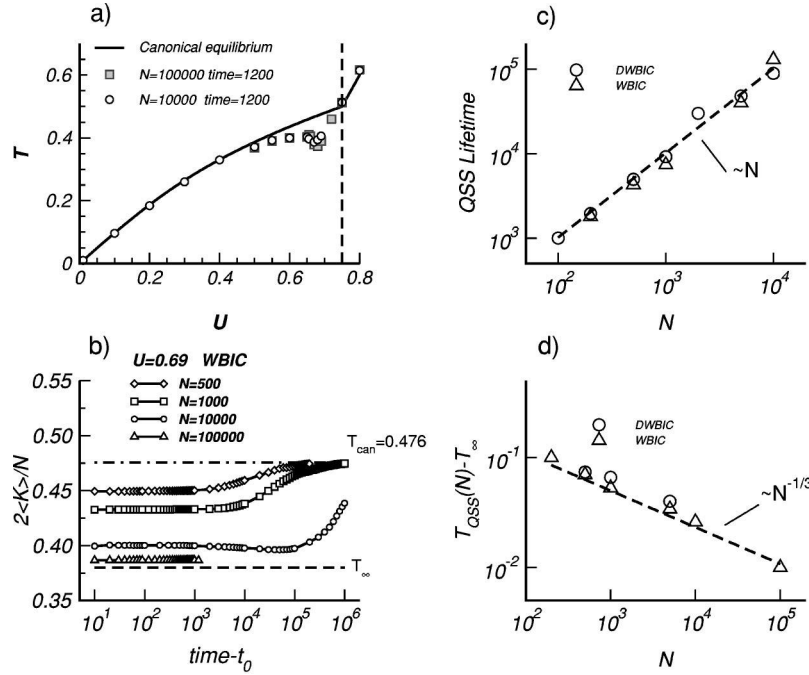 a)
T
0.6
0.4
0.2
0
0
0.2
0.4
0.6
0.8
U
Canonical equilibrium
N=100000 time=1200
N=10000 time=1200
c)
QSS Lifetime
10^5
10^4
10^3
10^2
10^3
10^4
N
DWBIC
WBIC
~N
b)
U=0.69 WBIC
N=500
N=1000
N=10000
N=100000
2<K>/N
0.55
0.50
0.45
0.40
0.35
T_can=0.476
T_∞
10^1
10^2
10^3
10^4
10^5
10^6
time-t_0
d)
T_QSS(N)-T_∞
10^-1
10^-2
10^2
10^3
10^4
10^5
N
DWBIC
WBIC
~N^-1/3